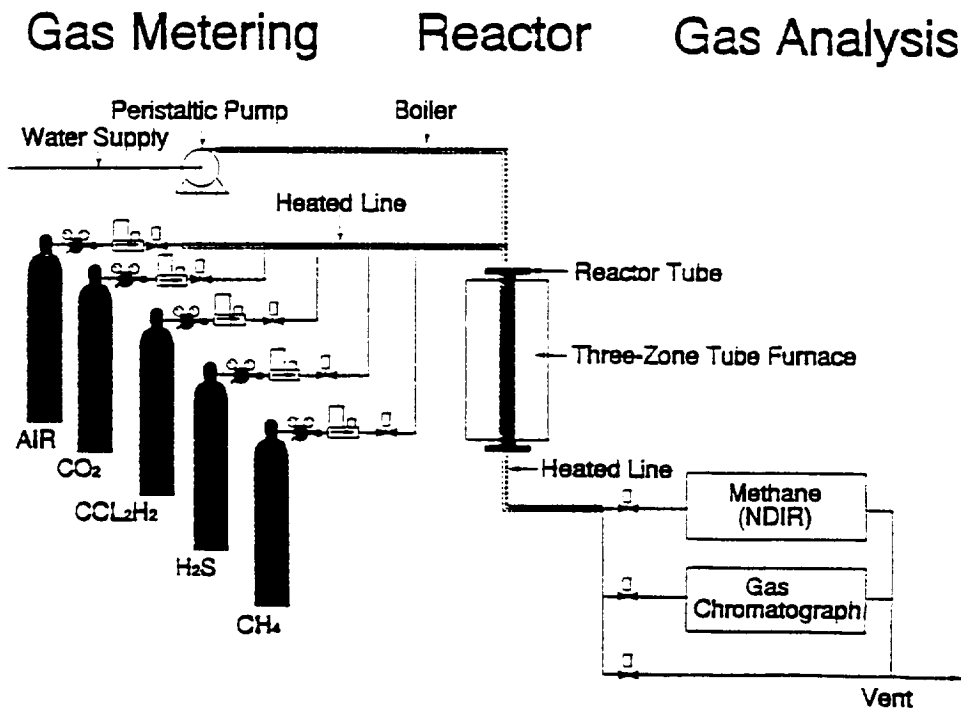 Gas Metering Reactor Gas Analysis
Peristaltic Pump
Boiler
Water Supply
Heated Line
Reactor Tube
Three-Zone Tube Furnace
AIR
CO₂
CCL₂H₂
H₂S
CH₄
Heated Line
Methane
(NDIR)
Gas
Chromatograph
Vent